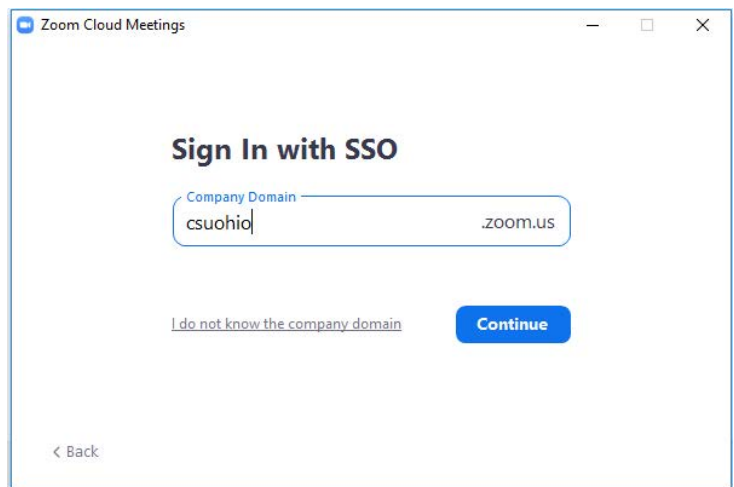 Zoom Cloud Meetings
Sign In with SSO
Company Domain
csuohio .zoom.us
I do not know the company domain Continue
< Back